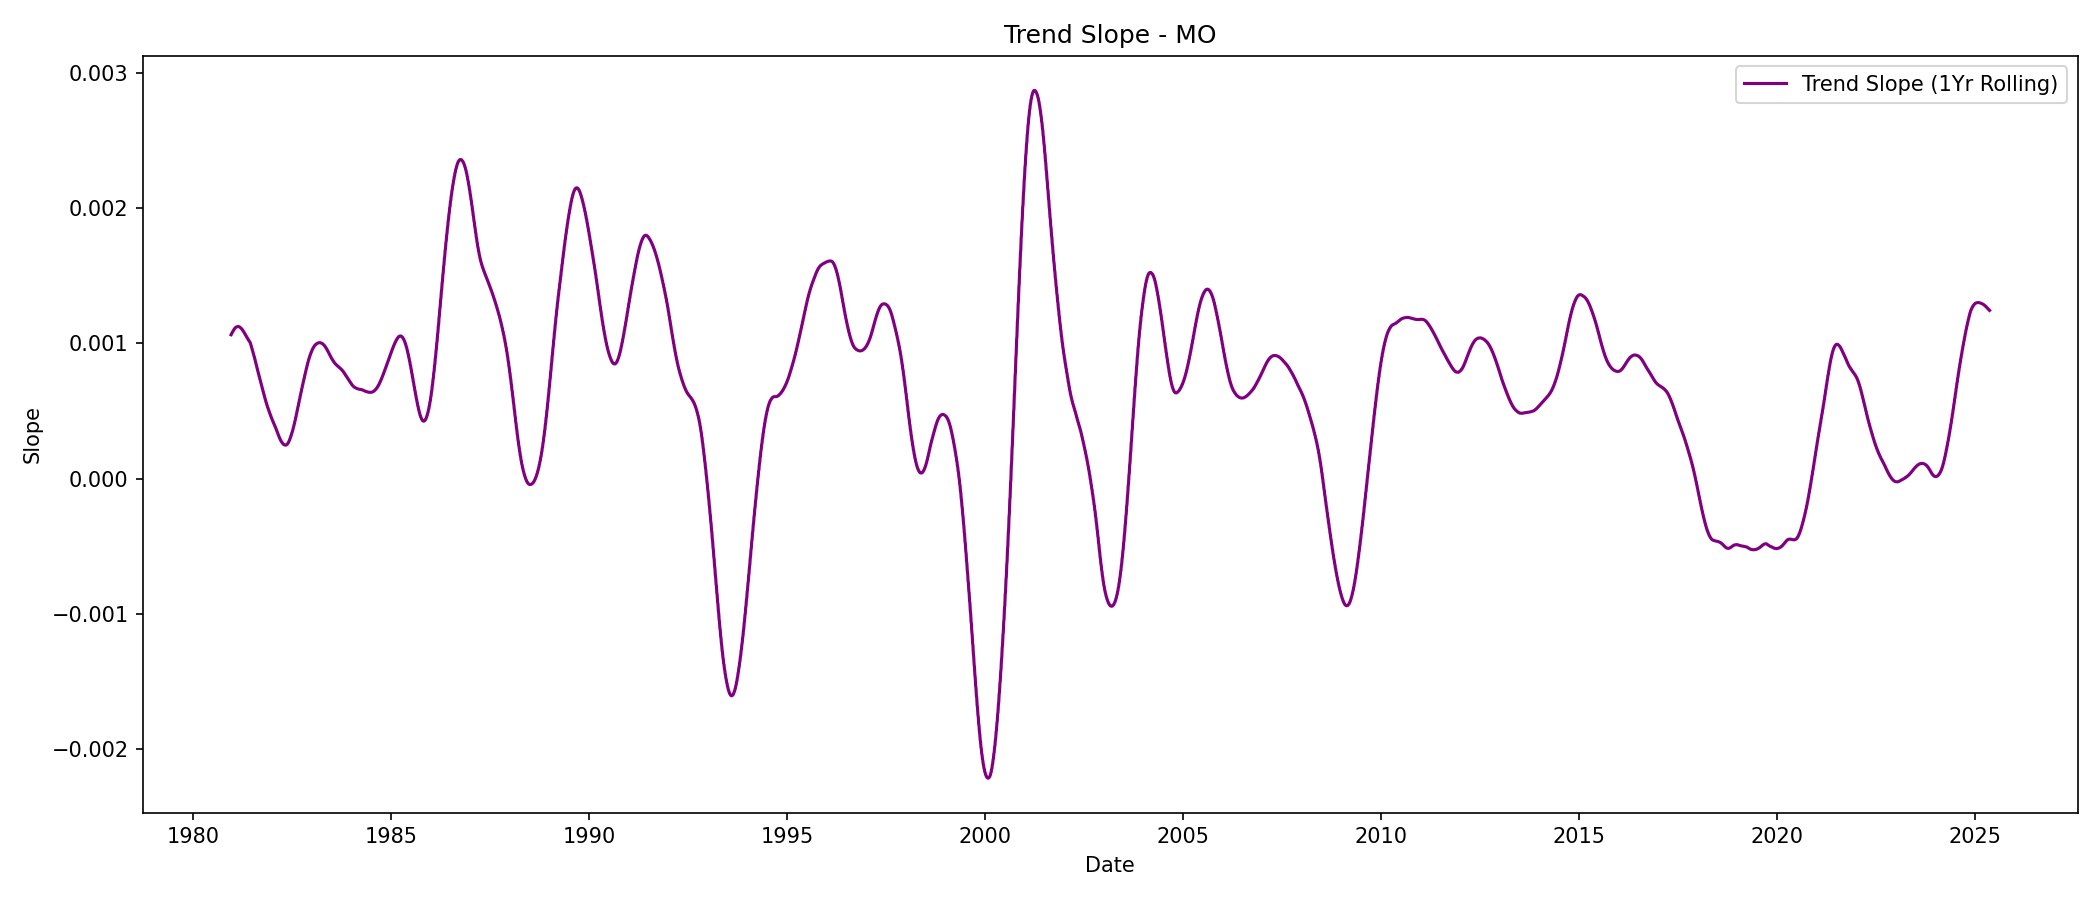 Trend Slope - MO
Trend Slope (1Yr Rolling)
Slope
0.003
0.002
0.001
0.000
−0.001
−0.002
1980 1985 1990 1995 2000 2005 2010 2015 2020 2025
Date